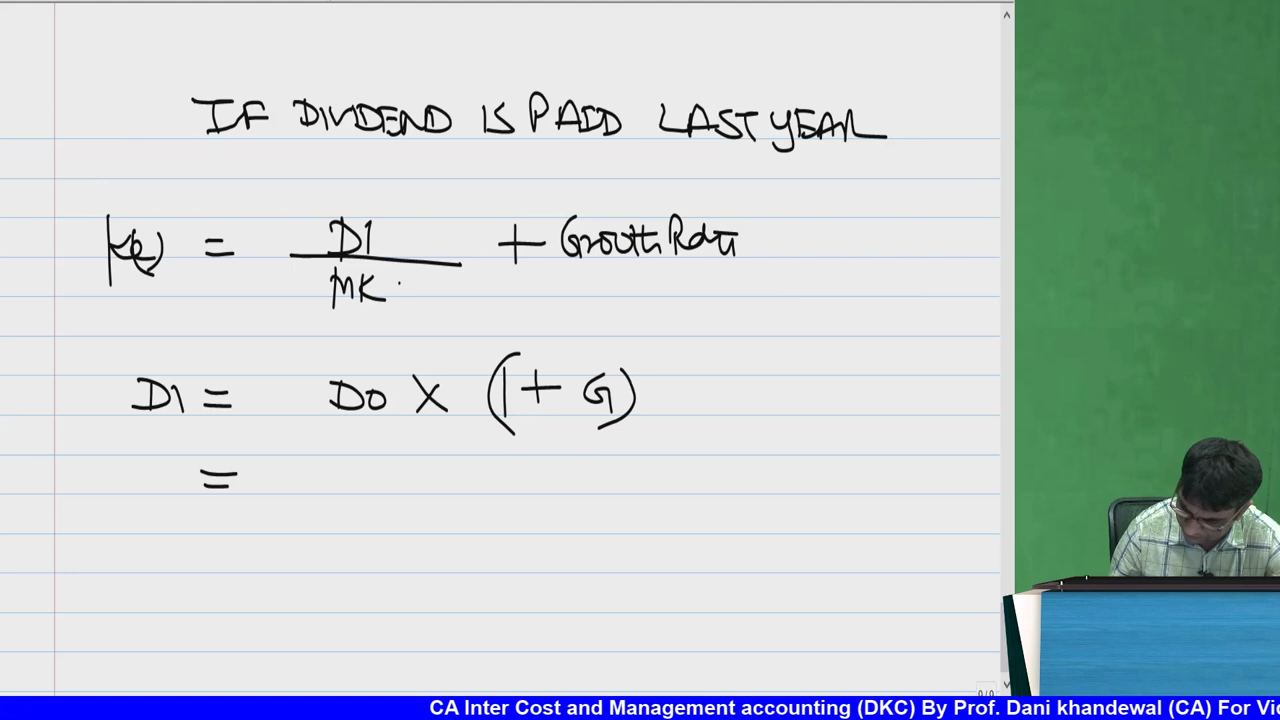 IF DIVIDEND IS PAID LAST YEAR
Ke = D1 + Growth Rate
MK
D1 = D0 X (1 + G)
=
CA Inter Cost and Management accounting (DKC) By Prof. Dani khandewal (CA) For Vi